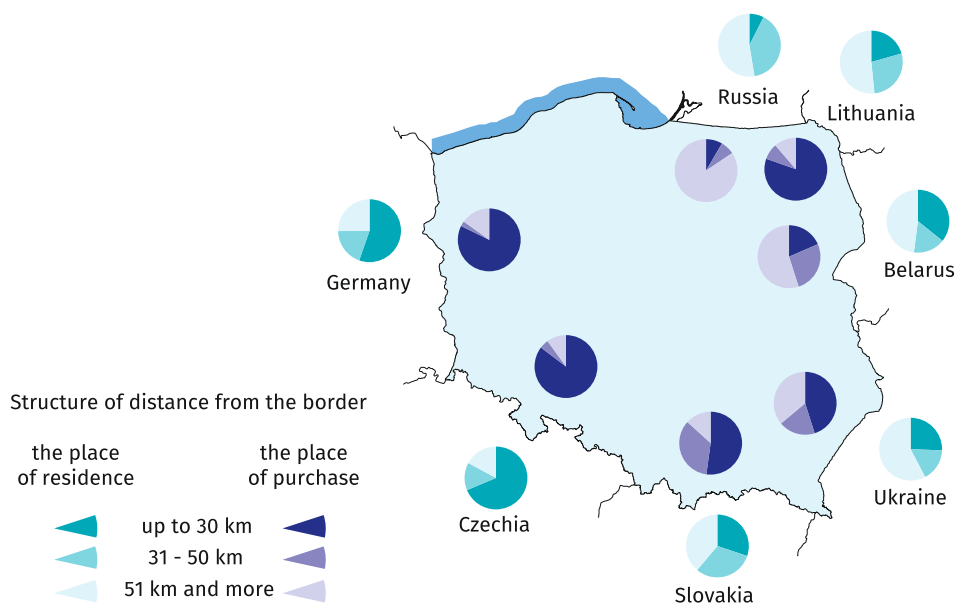 Russia
Lithuania
Germany
Belarus
Structure of distance from the border
the place
of residence
the place
of purchase
up to 30 km
31 - 50 km
51 km and more
Czechia
Ukraine
Slovakia